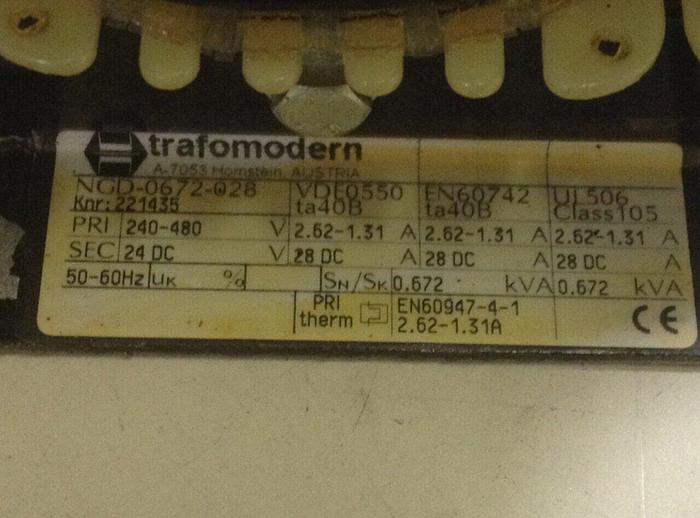 trafomodern
A-7053 Hornstein, AUSTRIA
NGD-0672-028 VDE0550 EN60742 UL506
Knr: 221435 ta40B ta40B Class105
PRI 240-480 V 2.62-1.31 A 2.62-1.31 A 2.62-1.31 A
SEC 24 DC V 28 DC A 28 DC A 28 DC A
50-60Hz UK % SN/SK 0.672 kVA 0.672 kVA
PRI EN60947-4-1
therm 2.62-1.31A CE